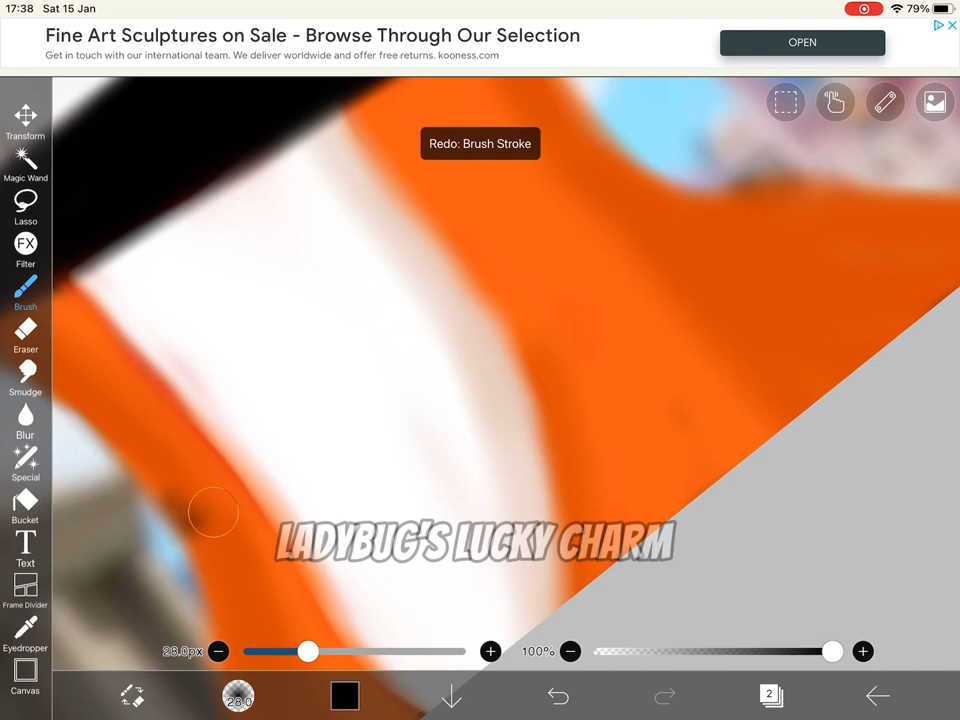 17:38 Sat 15 Jan
79%
Fine Art Sculptures on Sale - Browse Through Our Selection
Get in touch with our international team. We deliver worldwide and offer free returns. kooness.com
OPEN
Redo: Brush Stroke
Transform
Magic Wand
Lasso
FX
Filter
Brush
Eraser
Smudge
Blur
Special
Bucket
T
Text
Frame Divider
Eyedropper
Canvas
LADYBUG'S LUCKY CHARM
28.0px
100%
28.0
2